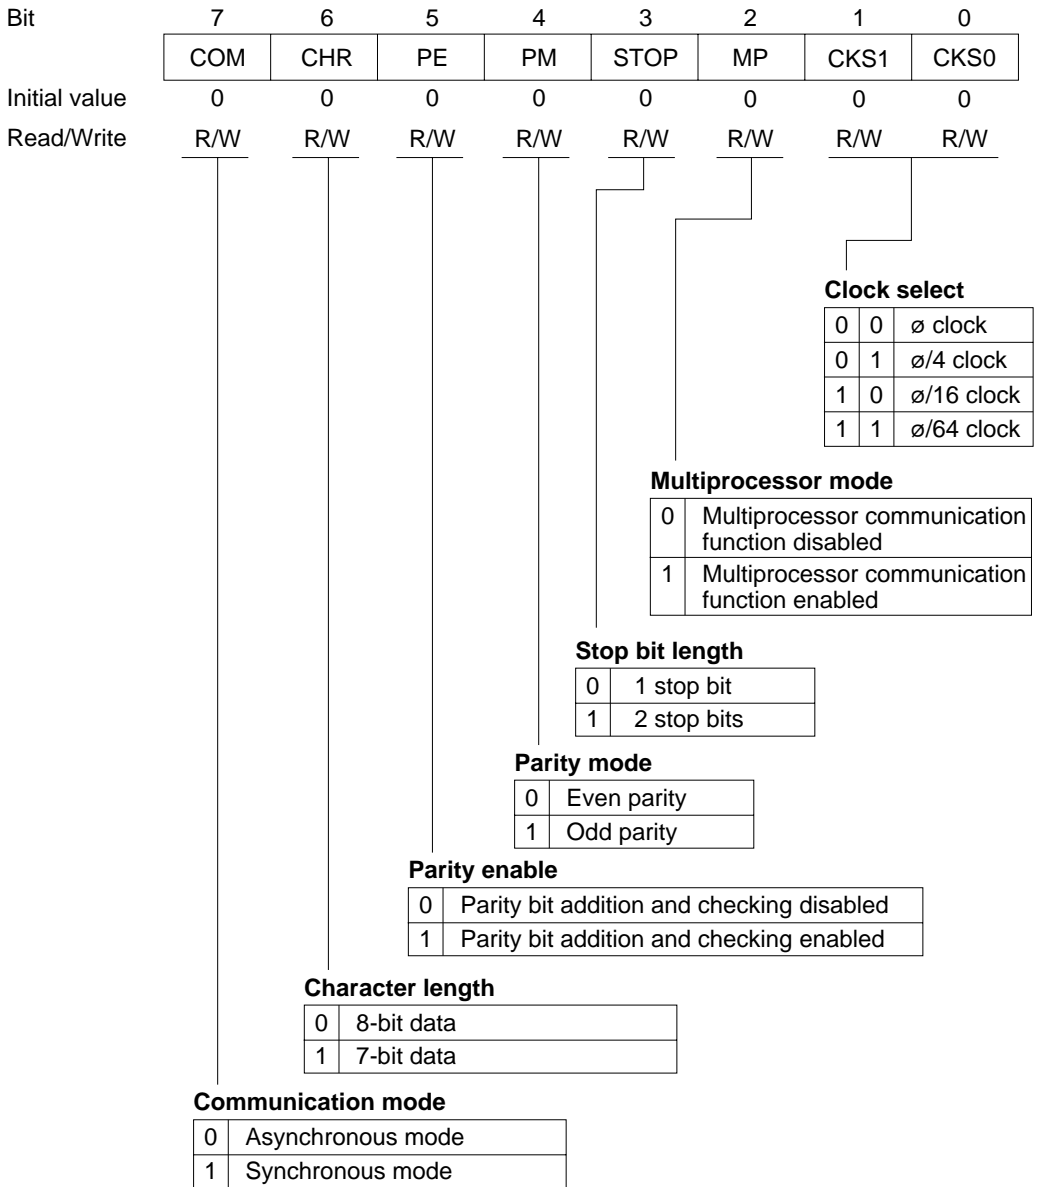 Bit 7 6 5 4 3 2 1 0
COM CHR PE PM STOP MP CKS1 CKS0
Initial value 0 0 0 0 0 0 0 0
Read/Write R/W R/W R/W R/W R/W R/W R/W R/W
Clock select
0 0 ø clock
0 1 ø/4 clock
1 0 ø/16 clock
1 1 ø/64 clock
Multiprocessor mode
0 Multiprocessor communication
function disabled
1 Multiprocessor communication
function enabled
Stop bit length
0 1 stop bit
1 2 stop bits
Parity mode
0 Even parity
1 Odd parity
Parity enable
0 Parity bit addition and checking disabled
1 Parity bit addition and checking enabled
Character length
0 8-bit data
1 7-bit data
Communication mode
0 Asynchronous mode
1 Synchronous mode